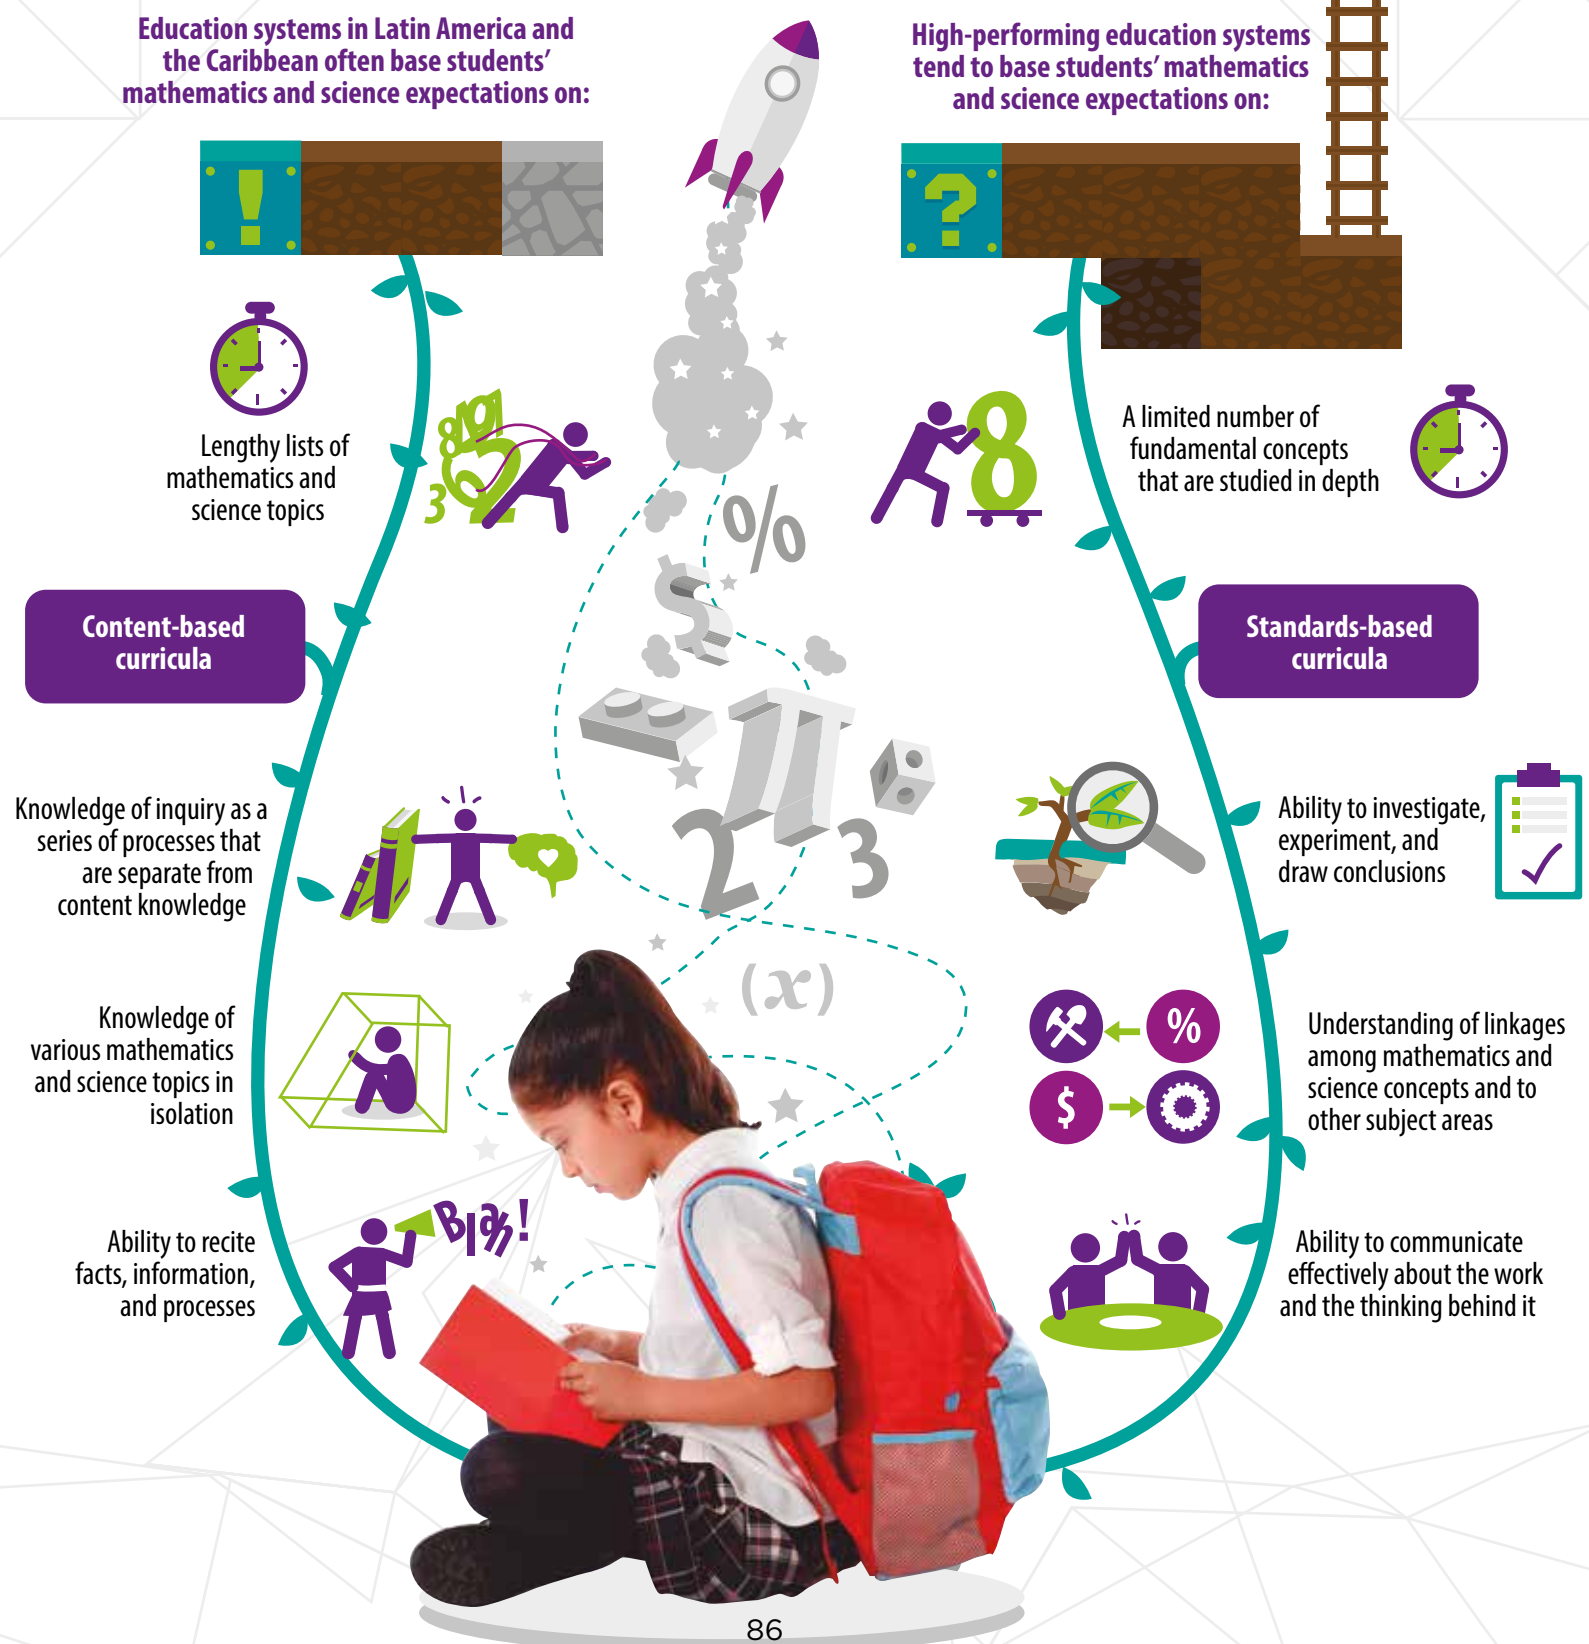 Education systems in Latin America and
the Caribbean often base students’
mathematics and science expectations on:
!
Lengthy lists of
mathematics and
science topics
Content-based
curricula
Knowledge of inquiry as a
series of processes that
are separate from
content knowledge
Knowledge of
various mathematics
and science topics in
isolation
Ability to recite
facts, information,
and processes
Blah!
%
$
π
2
3
(x)
High-performing education systems
tend to base students’ mathematics
and science expectations on:
?
8
A limited number of
fundamental concepts
that are studied in depth
Standards-based
curricula
Ability to investigate,
experiment, and
draw conclusions
%
$
Understanding of linkages
among mathematics and
science concepts and to
other subject areas
Ability to communicate
effectively about the work
and the thinking behind it
86